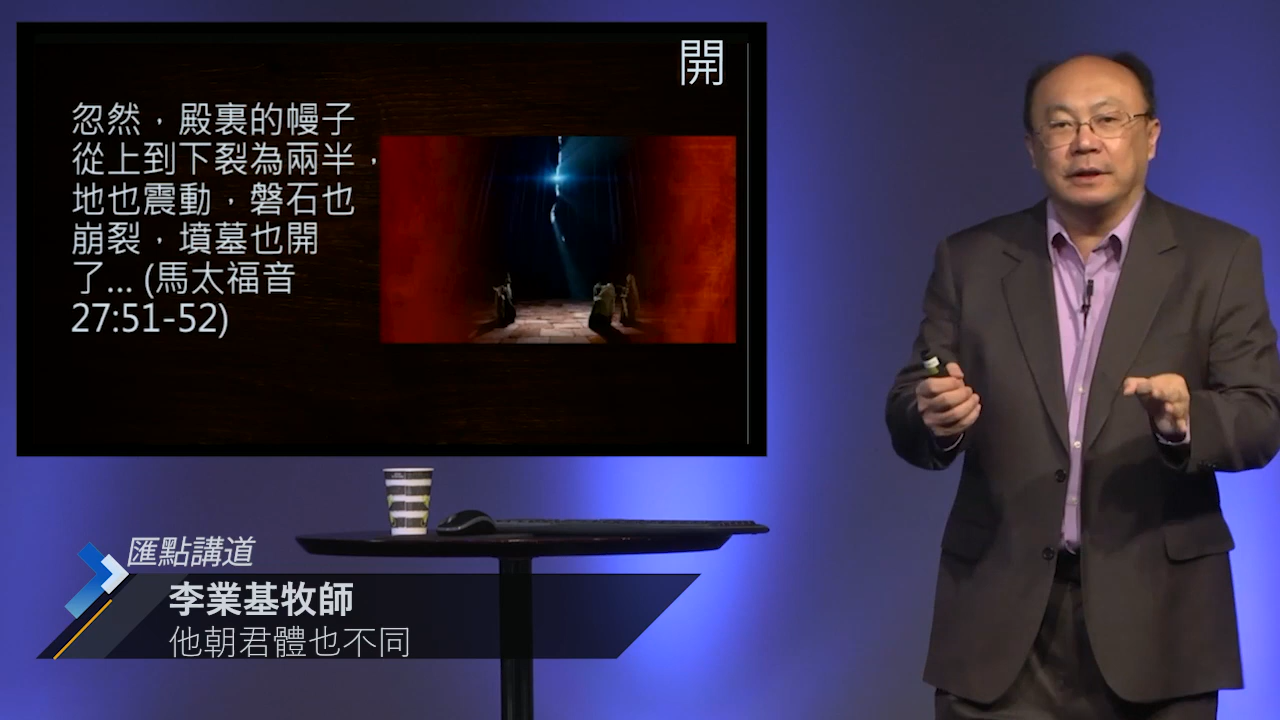 開
忽然，殿裏的幔子
從上到下裂為兩半，
地也震動，磐石也
崩裂，墳墓也開
了... (馬太福音
27:51-52)
匯點講道
李業基牧師
他朝君體也不同